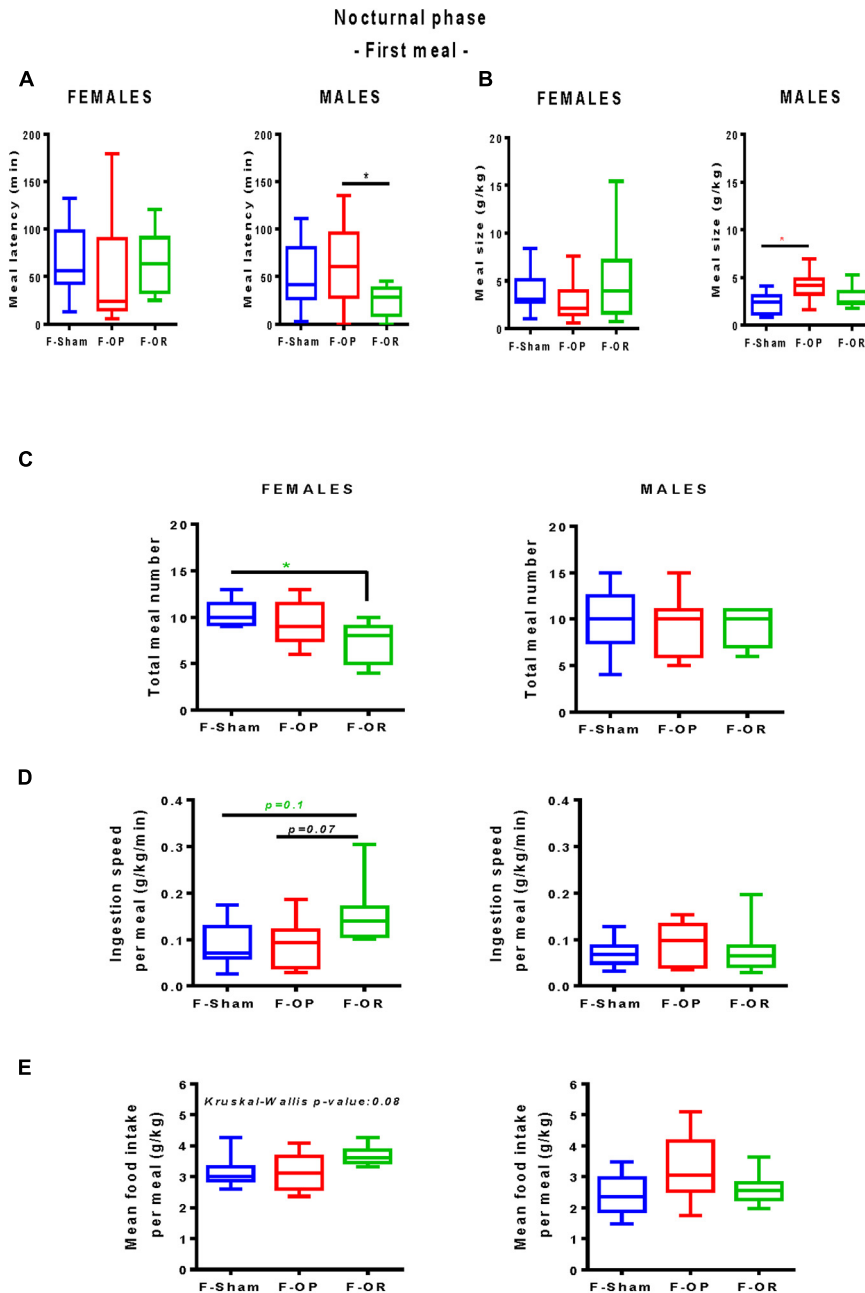 Nocturnal phase
- First meal -
A
FEMALES
MALES
B
FEMALES
MALES
Meal latency (min)
200
150
100
50
0
F-Sham F-OP F-OR
Meal latency (min)
200
150
100
50
0
*
F-Sham F-OP F-OR
Meal size (g/kg)
20
15
10
5
0
F-Sham F-OP F-OR
Meal size (g/kg)
20
15
10
5
0
*
F-Sham F-OP F-OR
C
FEMALES
MALES
Total meal number
20
15
10
5
0
*
F-Sham F-OP F-OR
Total meal number
20
15
10
5
0
F-Sham F-OP F-OR
D
Ingestion speed
per meal (g/kg/min)
0.4
0.3
0.2
0.1
0.0
p=0.1
p=0.07
F-Sham F-OP F-OR
Ingestion speed
per meal (g/kg/min)
0.4
0.3
0.2
0.1
0.0
F-Sham F-OP F-OR
E
Mean food intake
per meal (g/kg)
6
5
4
3
2
1
0
Kruskal-Wallis p-value:0.08
F-Sham F-OP F-OR
Mean food intake
per meal (g/kg)
6
5
4
3
2
1
0
F-Sham F-OP F-OR